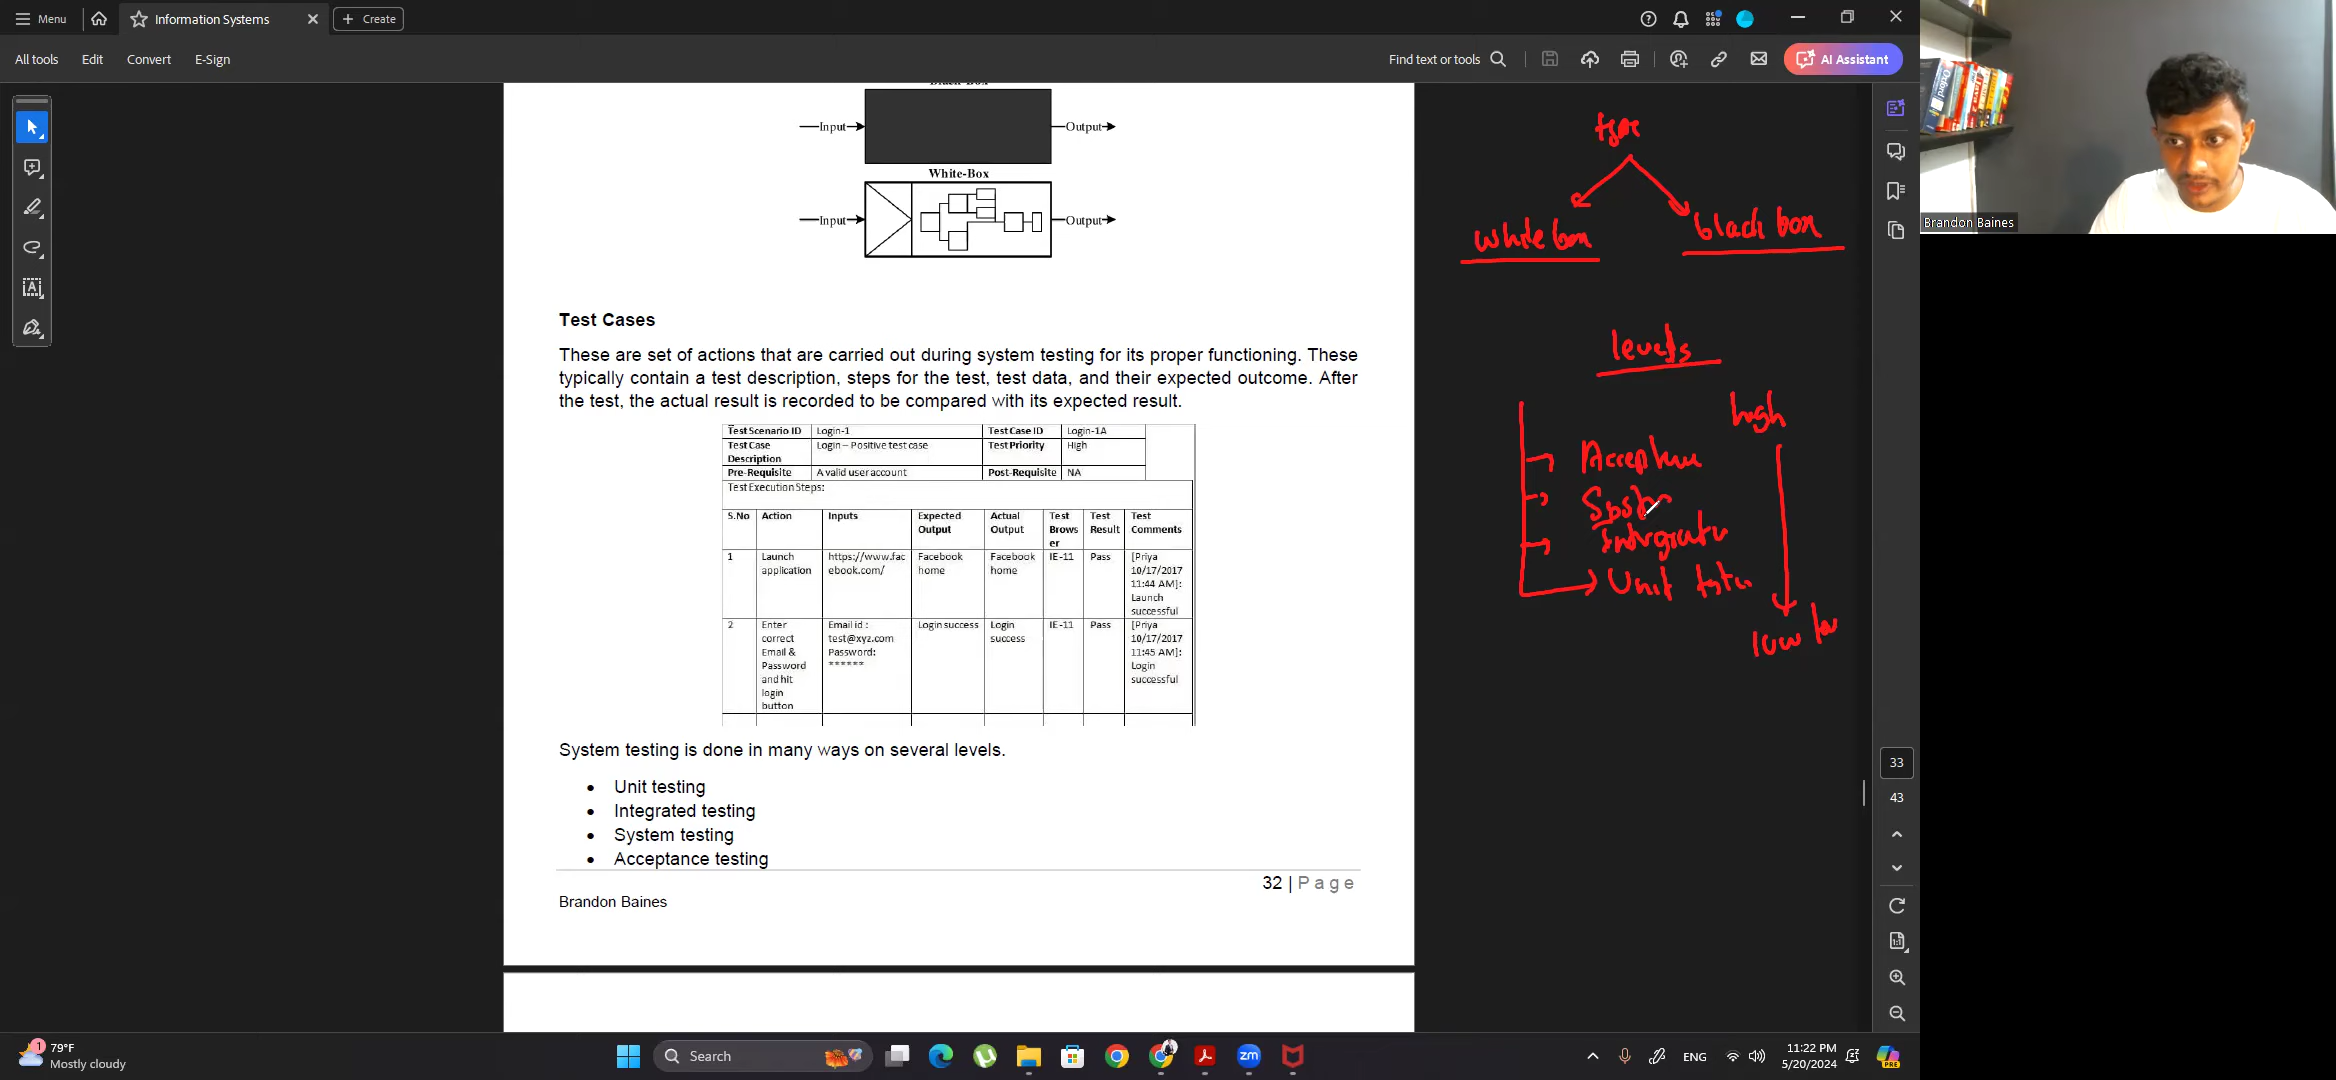 Menu
Information Systems
Create
All tools
Edit
Convert
E-Sign
Find text or tools
AI Assistant
Input
Output
White-Box
Input
Output
Test Cases
These are set of actions that are carried out during system testing for its proper functioning. These
typically contain a test description, steps for the test, test data, and their expected outcome. After
the test, the actual result is recorded to be compared with its expected result.
Test Scenario ID Login-1 Test Case ID Login-1A
Test Case Description Login – Positive test case Test Priority High
Pre-Requisite A valid user account Post-Requisite NA
Test Execution Steps:
S.No Action Inputs Expected Output Actual Output Test Browser Test Result Test Comments
1 Launch application https://www.facebook.com/ Facebook home Facebook home IE-11 Pass [Priya 10/17/2017 11:44 AM]: Launch successful
2 Enter correct Email & Password and hit login button Email id : test@xyz.com Password: ****** Login success Login success IE-11 Pass [Priya 10/17/2017 11:45 AM]: Login successful
System testing is done in many ways on several levels.
• Unit testing
• Integrated testing
• System testing
• Acceptance testing
32 | Page
Brandon Baines
white box
black box
levels
high
Unit
low
33
43
Brandon Baines
1
79°F
Mostly cloudy
Search
zm
ENG
11:22 PM
5/20/2024
PRE